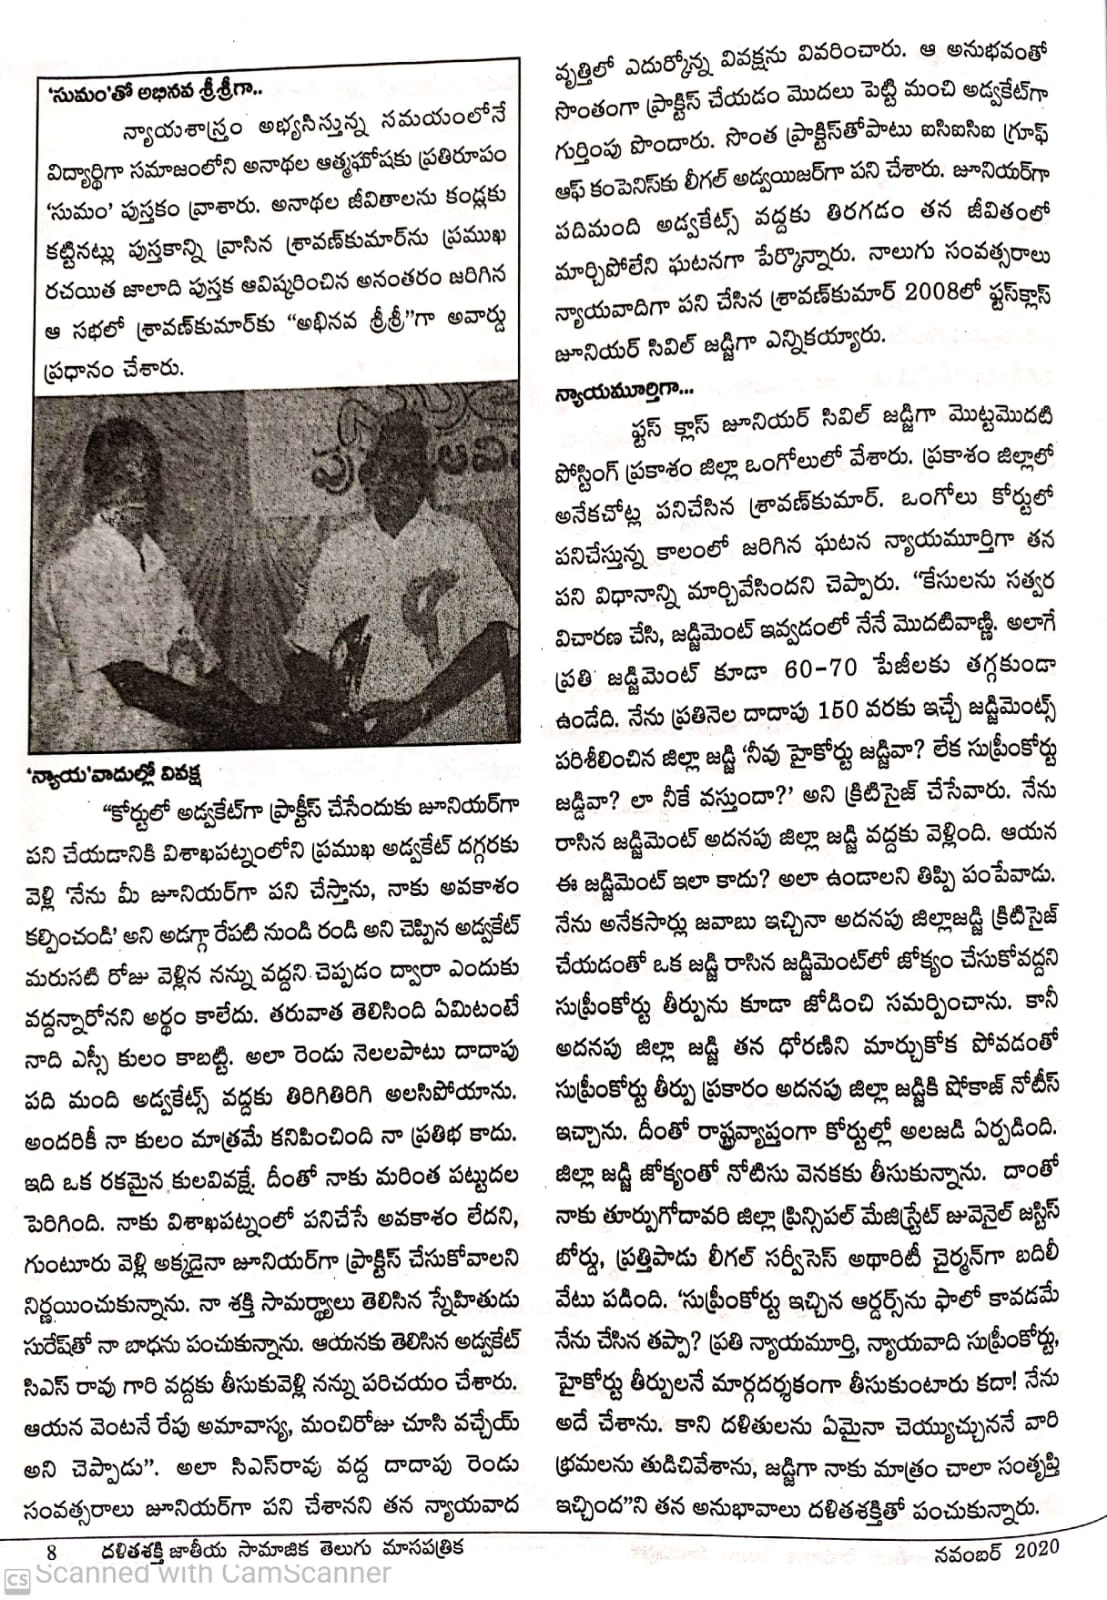 'సుమం'తో అభినవ శ్రీశ్రీగా..
న్యాయశాస్త్రం అభ్యసిస్తున్న సమయంలోనే
విద్యార్థిగా సమాజంలోని అనాథల ఆత్మఘోషకు ప్రతిరూపం
'సుమం' పుస్తకం వ్రాశారు. అనాథల జీవితాలను కండ్లకు
కట్టినట్లు పుస్తకాన్ని వ్రాసిన శ్రావణ్‌కుమార్‌ను ప్రముఖ
రచయిత జాలాది పుస్తక ఆవిష్కరించిన అనంతరం జరిగిన
ఆ సభలో శ్రావణ్‌కుమార్‌కు "అభినవ శ్రీశ్రీ"గా అవార్డు
ప్రధానం చేశారు.
'న్యాయ'వాదుల్లో వివక్ష
"కోర్టులో అడ్వకేట్‌గా ప్రాక్టీస్ చేసేందుకు జూనియర్‌గా
పని చేయడానికి విశాఖపట్నంలోని ప్రముఖ అడ్వకేట్ దగ్గరకు
వెళ్లి 'నేను మీ జూనియర్‌గా పని చేస్తాను, నాకు అవకాశం
కల్పించండి' అని అడగ్గా రేపటి నుండి రండి అని చెప్పిన అడ్వకేట్
మరుసటి రోజు వెళ్లిన నన్ను వద్దని చెప్పడం ద్వారా ఎందుకు
వద్దన్నారోనని అర్థం కాలేదు. తరువాత తెలిసింది ఏమిటంటే
నాది ఎస్సీ కులం కాబట్టి. అలా రెండు నెలలపాటు దాదాపు
పది మంది అడ్వకేట్స్ వద్దకు తిరిగితిరిగి అలసిపోయాను.
అందరికీ నా కులం మాత్రమే కనిపించింది నా ప్రతిభ కాదు.
ఇది ఒక రకమైన కులవివక్షే. దీంతో నాకు మరింత పట్టుదల
పెరిగింది. నాకు విశాఖపట్నంలో పనిచేసే అవకాశం లేదని,
గుంటూరు వెళ్లి అక్కడైనా జూనియర్‌గా ప్రాక్టిస్ చేసుకోవాలని
నిర్ణయించుకున్నాను. నా శక్తి సామర్థ్యాలు తెలిసిన స్నేహితుడు
సురేష్‌తో నా బాధను పంచుకున్నాను. ఆయనకు తెలిసిన అడ్వకేట్
సిఎస్ రావు గారి వద్దకు తీసుకువెళ్లి నన్ను పరిచయం చేశారు.
ఆయన వెంటనే రేపు అమావాస్య, మంచిరోజు చూసి వచ్చేయ్
అని చెప్పాడు". అలా సిఎస్‌రావు వద్ద దాదాపు రెండు
సంవత్సరాలు జూనియర్‌గా పని చేశానని తన న్యాయవాద
వృత్తిలో ఎదుర్కోన్న వివక్షను వివరించారు. ఆ అనుభవంతో
సొంతంగా ప్రాక్టిస్ చేయడం మొదలు పెట్టి మంచి అడ్వకేట్‌గా
గుర్తింపు పొందారు. సొంత ప్రాక్టిస్‌తోపాటు ఐసిఐసిఐ గ్రూఫ్
ఆఫ్ కంపెనిస్‌కు లీగల్ అడ్వయిజర్‌గా పని చేశారు. జూనియర్‌గా
పదిమంది అడ్వకేట్స్ వద్దకు తిరగడం తన జీవితంలో
మార్చిపోలేని ఘటనగా పేర్కొన్నారు. నాలుగు సంవత్సరాలు
న్యాయవాదిగా పని చేసిన శ్రావణ్‌కుమార్ 2008లో ఫ్టస్‌క్లాస్
జూనియర్ సివిల్ జడ్జిగా ఎన్నికయ్యారు.
న్యాయమూర్తిగా...
ఫ్టస్ క్లాస్ జూనియర్ సివిల్ జడ్జిగా మొట్టమొదటి
పోస్టింగ్ ప్రకాశం జిల్లా ఒంగోలులో వేశారు. ప్రకాశం జిల్లాలో
అనేకచోట్ల పనిచేసిన శ్రావణ్‌కుమార్. ఒంగోలు కోర్టులో
పనిచేస్తున్న కాలంలో జరిగిన ఘటన న్యాయమూర్తిగా తన
పని విధానాన్ని మార్చివేసిందని చెప్పారు. "కేసులను సత్వర
విచారణ చేసి, జడ్జిమెంట్ ఇవ్వడంలో నేనే మొదటివాణ్ణి. అలాగే
ప్రతి జడ్జిమెంట్ కూడా 60-70 పేజీలకు తగ్గకుండా
ఉండేది. నేను ప్రతినెల దాదాపు 150 వరకు ఇచ్చే జడ్జిమెంట్స్
పరిశీలించిన జిల్లా జడ్జి 'నీవు హైకోర్టు జడ్జివా? లేక సుప్రీంకోర్టు
జడ్జివా? లా నీకే వస్తుందా?' అని క్రిటిసైజ్ చేసేవారు. నేను
రాసిన జడ్జిమెంట్ అదనపు జిల్లా జడ్జి వద్దకు వెళ్లింది. ఆయన
ఈ జడ్జిమెంట్ ఇలా కాదు? అలా ఉండాలని తిప్పి పంపేవాడు.
నేను అనేకసార్లు జవాబు ఇచ్చినా అదనపు జిల్లాజడ్జి క్రిటిసైజ్
చేయడంతో ఒక జడ్జి రాసిన జడ్జిమెంట్‌లో జోక్యం చేసుకోవద్దని
సుప్రీంకోర్టు తీర్పును కూడా జోడించి సమర్పించాను. కానీ
అదనపు జిల్లా జడ్జి తన ధోరణిని మార్చుకోక పోవడంతో
సుప్రీంకోర్టు తీర్పు ప్రకారం అదనపు జిల్లా జడ్జికి షోకాజ్ నోటీస్
ఇచ్చాను. దీంతో రాష్ట్రవ్యాప్తంగా కోర్టుల్లో అలజడి ఏర్పడింది.
జిల్లా జడ్జి జోక్యంతో నోటిసు వెనకకు తీసుకున్నాను. దాంతో
నాకు తూర్పుగోదావరి జిల్లా ప్రిన్సిపల్ మేజిస్ట్రేట్ జువెనైల్ జస్టిస్
బోర్డు, ప్రత్తిపాడు లీగల్ సర్వీసెస్ అథారిటీ చైర్మన్‌గా బదిలీ
వేటు పడింది. 'సుప్రీంకోర్టు ఇచ్చిన ఆర్డర్స్‌ను ఫాలో కావడమే
నేను చేసిన తప్పా? ప్రతి న్యాయమూర్తి, న్యాయవాది సుప్రీంకోర్టు,
హైకోర్టు తీర్పులనే మార్గదర్శకంగా తీసుకుంటారు కదా! నేను
అదే చేశాను. కాని దళితులను ఏమైనా చెయ్యుచ్చుననే వారి
భ్రమలను తుడిచివేశాను, జడ్జిగా నాకు మాత్రం చాలా సంతృప్తి
ఇచ్చింద"ని తన అనుభావాలు దళితశక్తితో పంచుకున్నారు.
8 దళితశక్తి జాతీయ సామాజిక తెలుగు మాసపత్రిక
నవంబర్ 2020
CS Scanned with CamScanner